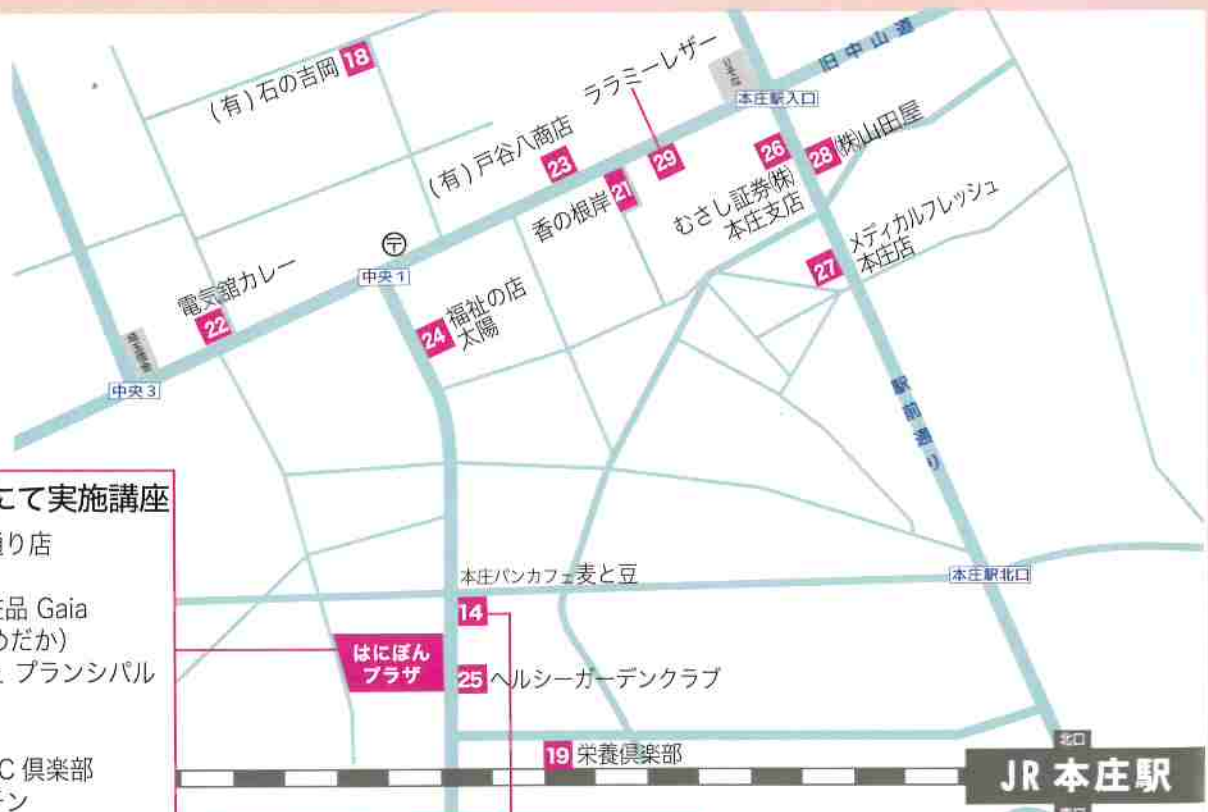 (有)石の吉岡
18
ララミーレザー
旧中山道
本庄駅入口
(有)戸谷八商店
23
29
26
28
(株)山田屋
香の根岸
21
むさし証券(株)
本庄支店
メディカルフレッシュ
本庄店
27
〒
中央1
電気館カレー
22
24
福祉の店
太陽
中央3
駅前通り
にて実施講座
通り店
粧品 Gaia
めだか)
プランシパル
C 倶楽部
本庄パンカフェ麦と豆
本庄駅北口
14
はにぽん
プラザ
25 ヘルシーガーデンクラブ
19 栄養倶楽部
北口
JR 本庄駅